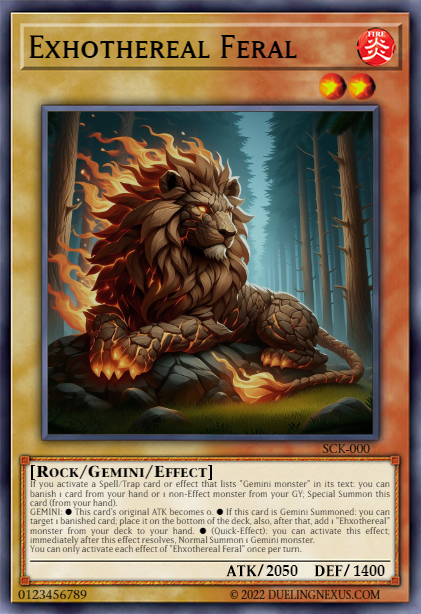 Exhothereal Feral
FIRE
炎
SCK-000
[Rock/Gemini/Effect]
If you activate a Spell/Trap card or effect that lists "Gemini monster" in its text: you can
banish 1 card from your hand or 1 non-Effect monster from your GY; Special Summon this
card (from your hand).
GEMINI: ● This card's original ATK becomes 0. ● If this card is Gemini Summoned: you can
target 1 banished card; place it on the bottom of the deck, also, after that, add 1 "Ehxothereal"
monster from your deck to your hand. ● (Quick-Effect): you can activate this effect;
immediately after this effect resolves, Normal Summon 1 Gemini monster.
You can only activate each effect of "Ehxothereal Feral" once per turn.
ATK/2050 DEF/1400
0123456789 © 2022 DUELINGNEXUS.COM